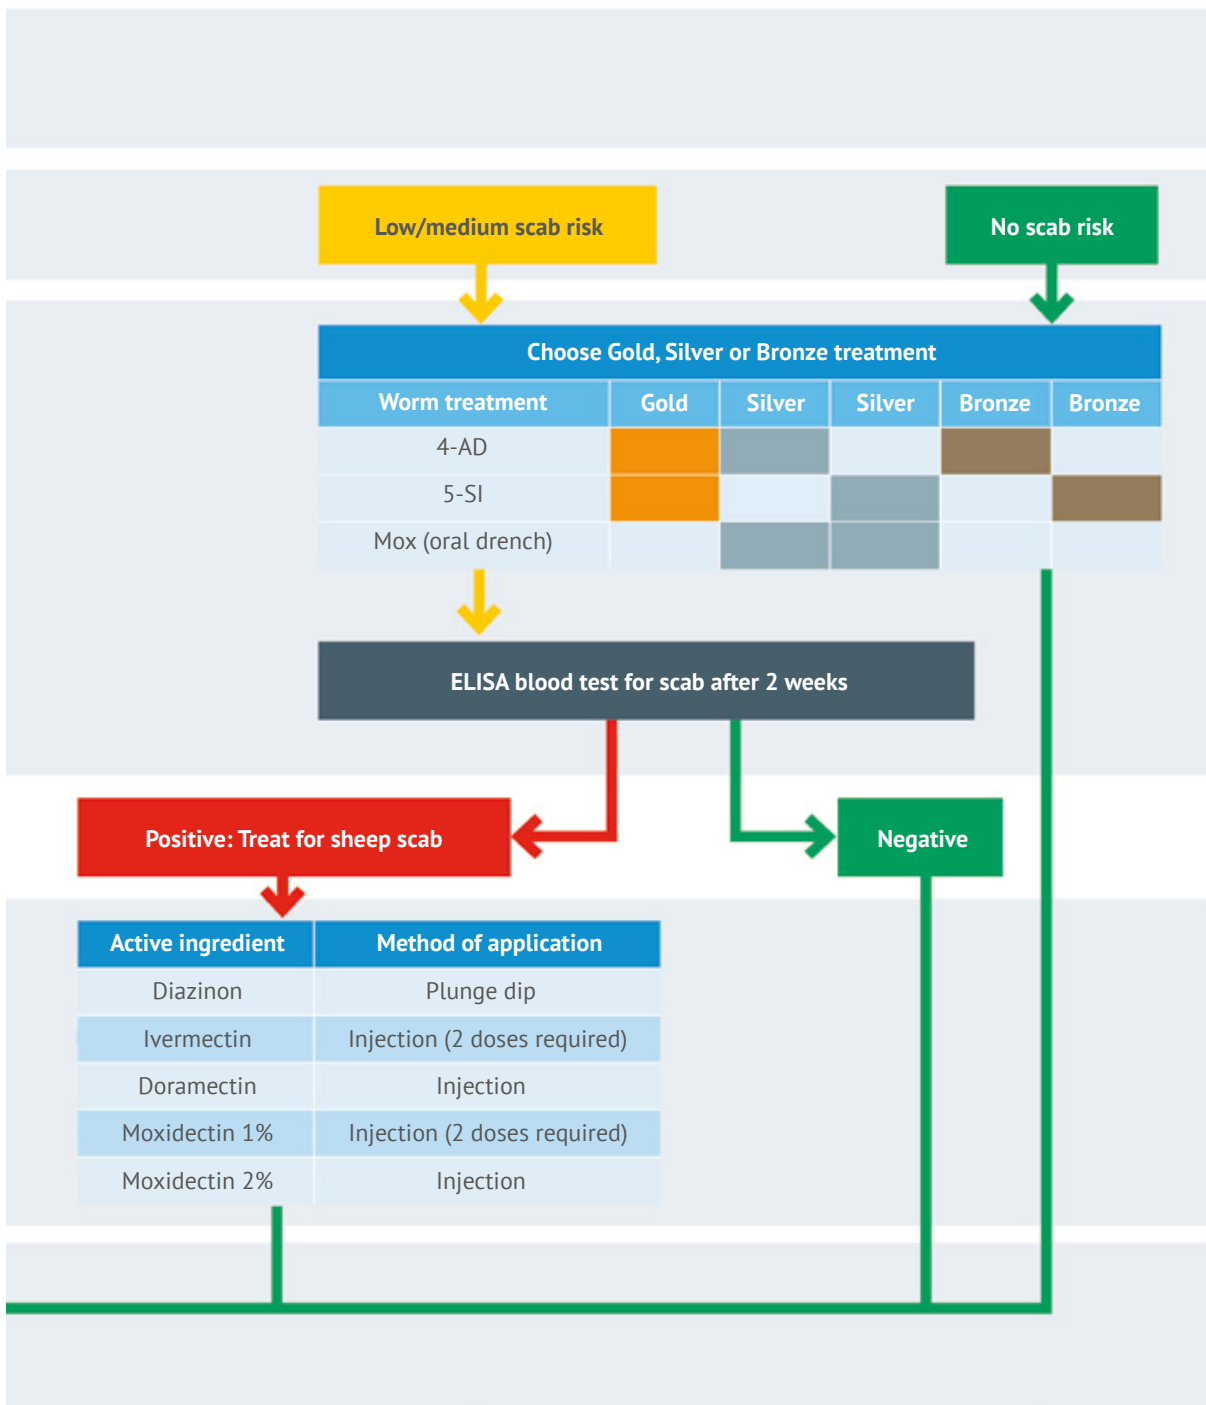 Low/medium scab risk
No scab risk
Choose Gold, Silver or Bronze treatment
Worm treatment Gold Silver Silver Bronze Bronze
4-AD
5-SI
Mox (oral drench)
ELISA blood test for scab after 2 weeks
Positive: Treat for sheep scab
Negative
Active ingredient Method of application
Diazinon Plunge dip
Ivermectin Injection (2 doses required)
Doramectin Injection
Moxidectin 1% Injection (2 doses required)
Moxidectin 2% Injection